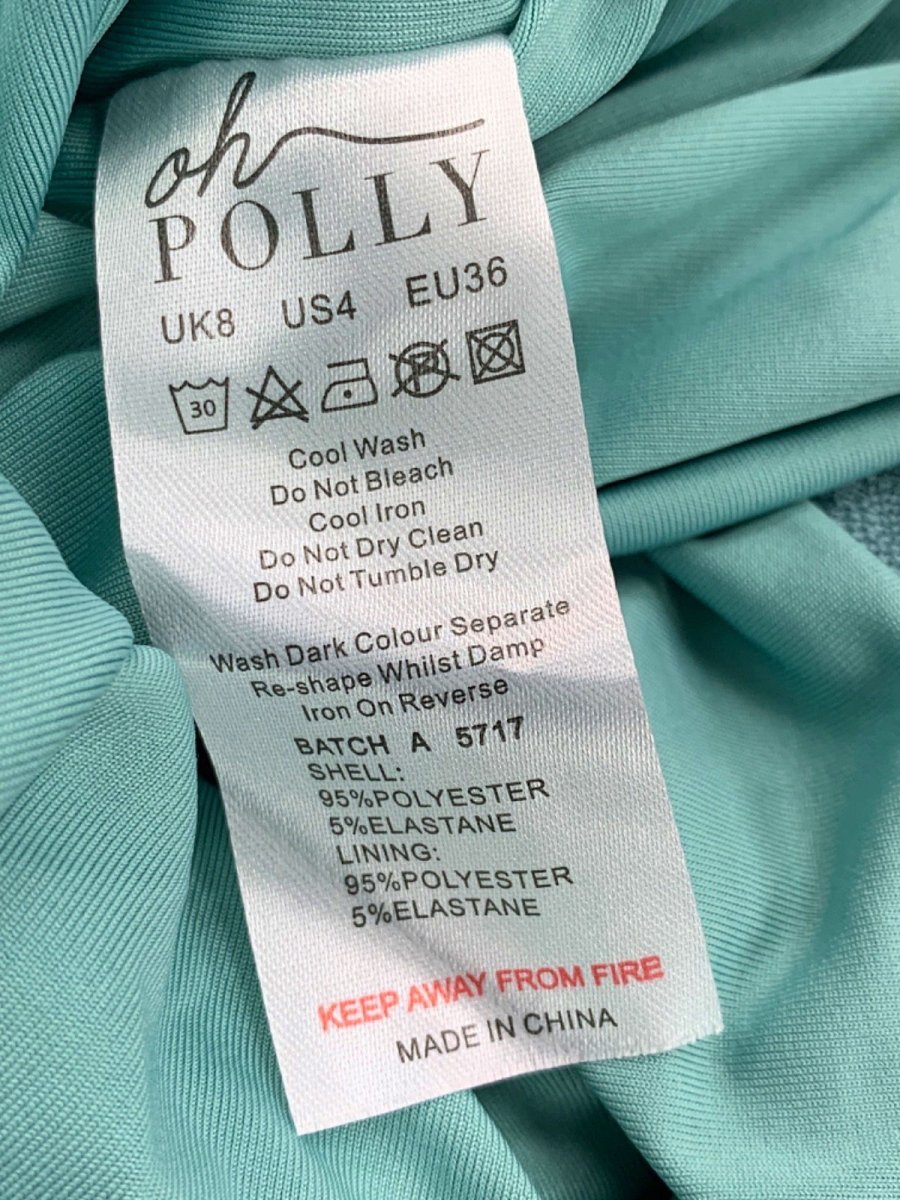 oh
POLLY
UK8 US4 EU36
30 P
Cool Wash
Do Not Bleach
Cool Iron
Do Not Dry Clean
Do Not Tumble Dry
Wash Dark Colour Separate
Re-shape Whilst Damp
Iron On Reverse
BATCH A 5717
SHELL:
95%POLYESTER
5%ELASTANE
LINING:
95%POLYESTER
5%ELASTANE
KEEP AWAY FROM FIRE
MADE IN CHINA